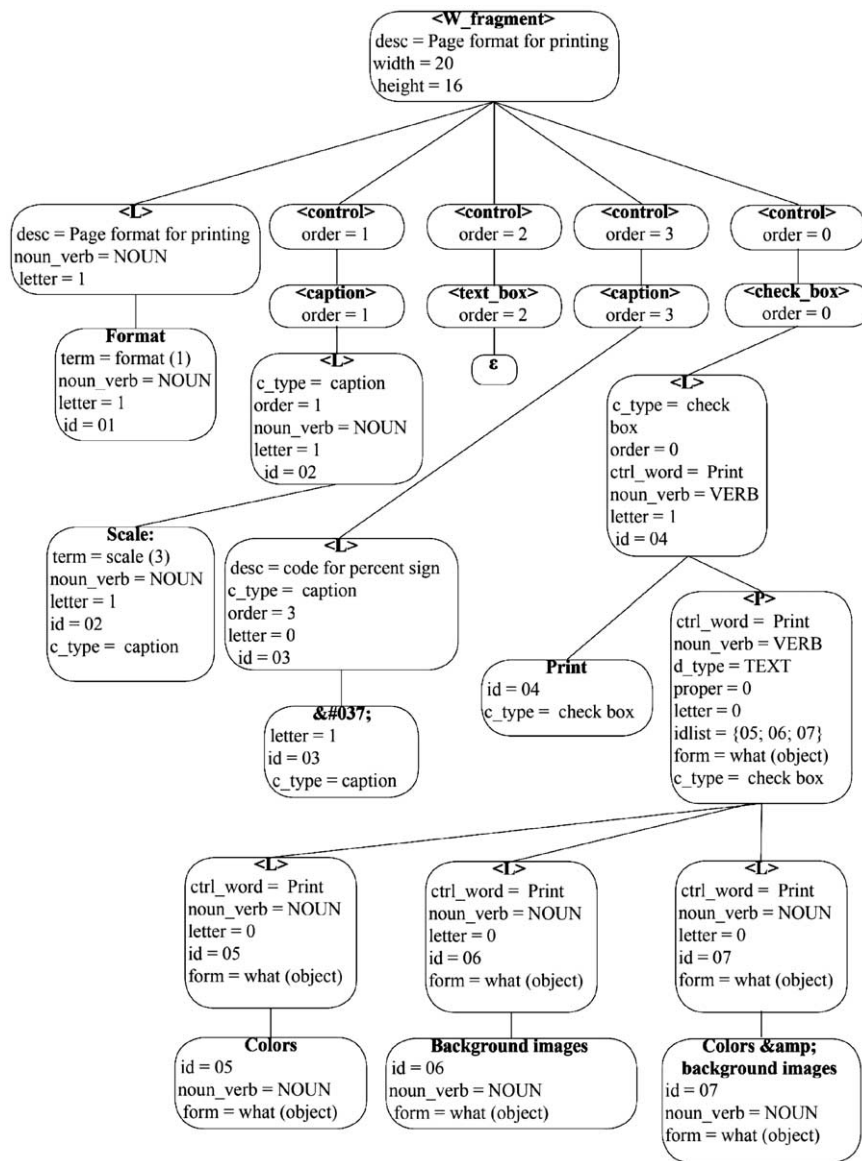 <W_fragment>
desc = Page format for printing
width = 20
height = 16
<L>
desc = Page format for printing
noun_verb = NOUN
letter = 1
<control>
order = 1
<control>
order = 2
<control>
order = 3
<control>
order = 0
<caption>
order = 1
<text_box>
order = 2
<caption>
order = 3
<check_box>
order = 0
Format
term = format (1)
noun_verb = NOUN
letter = 1
id = 01
<L>
c_type = caption
order = 1
noun_verb = NOUN
letter = 1
id = 02
ε
<L>
c_type = check
box
order = 0
ctrl_word = Print
noun_verb = VERB
letter = 1
id = 04
Scale:
term = scale (3)
noun_verb = NOUN
letter = 1
id = 02
c_type = caption
<L>
desc = code for percent sign
c_type = caption
order = 3
letter = 0
id = 03
&#037;
letter = 1
id = 03
c_type = caption
Print
id = 04
c_type = check box
<P>
ctrl_word = Print
noun_verb = VERB
d_type = TEXT
proper = 0
letter = 0
idlist = {05; 06; 07}
form = what (object)
c_type = check box
<L>
ctrl_word = Print
noun_verb = NOUN
letter = 0
id = 05
form = what (object)
<L>
ctrl_word = Print
noun_verb = NOUN
letter = 0
id = 06
form = what (object)
<L>
ctrl_word = Print
noun_verb = NOUN
letter = 0
id = 07
form = what (object)
Colors
id = 05
noun_verb = NOUN
form = what (object)
Background images
id = 06
noun_verb = NOUN
form = what (object)
Colors &amp;
background images
id = 07
noun_verb = NOUN
form = what (object)